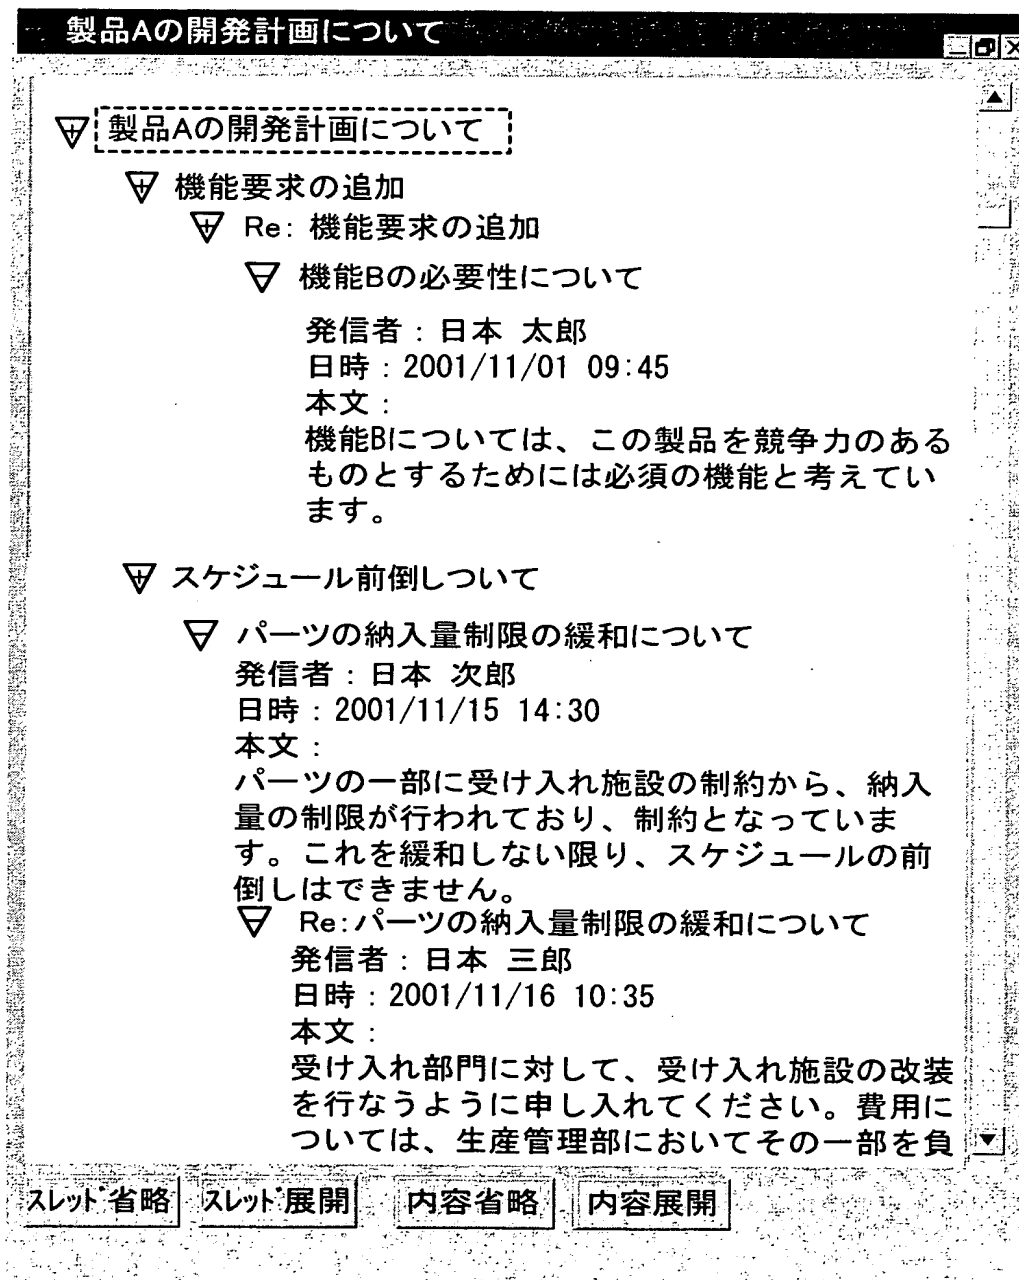 製品Aの開発計画について
製品Aの開発計画について
機能要求の追加
Re: 機能要求の追加
機能Bの必要性について
発信者：日本 太郎
日時：2001/11/01 09:45
本文：
機能Bについては、この製品を競争力のある
ものとするためには必須の機能と考えてい
ます。
スケジュール前倒しついて
パーツの納入量制限の緩和について
発信者：日本 次郎
日時：2001/11/15 14:30
本文：
パーツの一部に受け入れ施設の制約から、納入
量の制限が行われており、制約となっていま
す。これを緩和しない限り、スケジュールの前
倒しはできません。
Re:パーツの納入量制限の緩和について
発信者：日本 三郎
日時：2001/11/16 10:35
本文：
受け入れ部門に対して、受け入れ施設の改装
を行なうように申し入れてください。費用に
ついては、生産管理部においてその一部を負
ｽﾚｯﾄﾞ省略 ｽﾚｯﾄﾞ展開 内容省略 内容展開